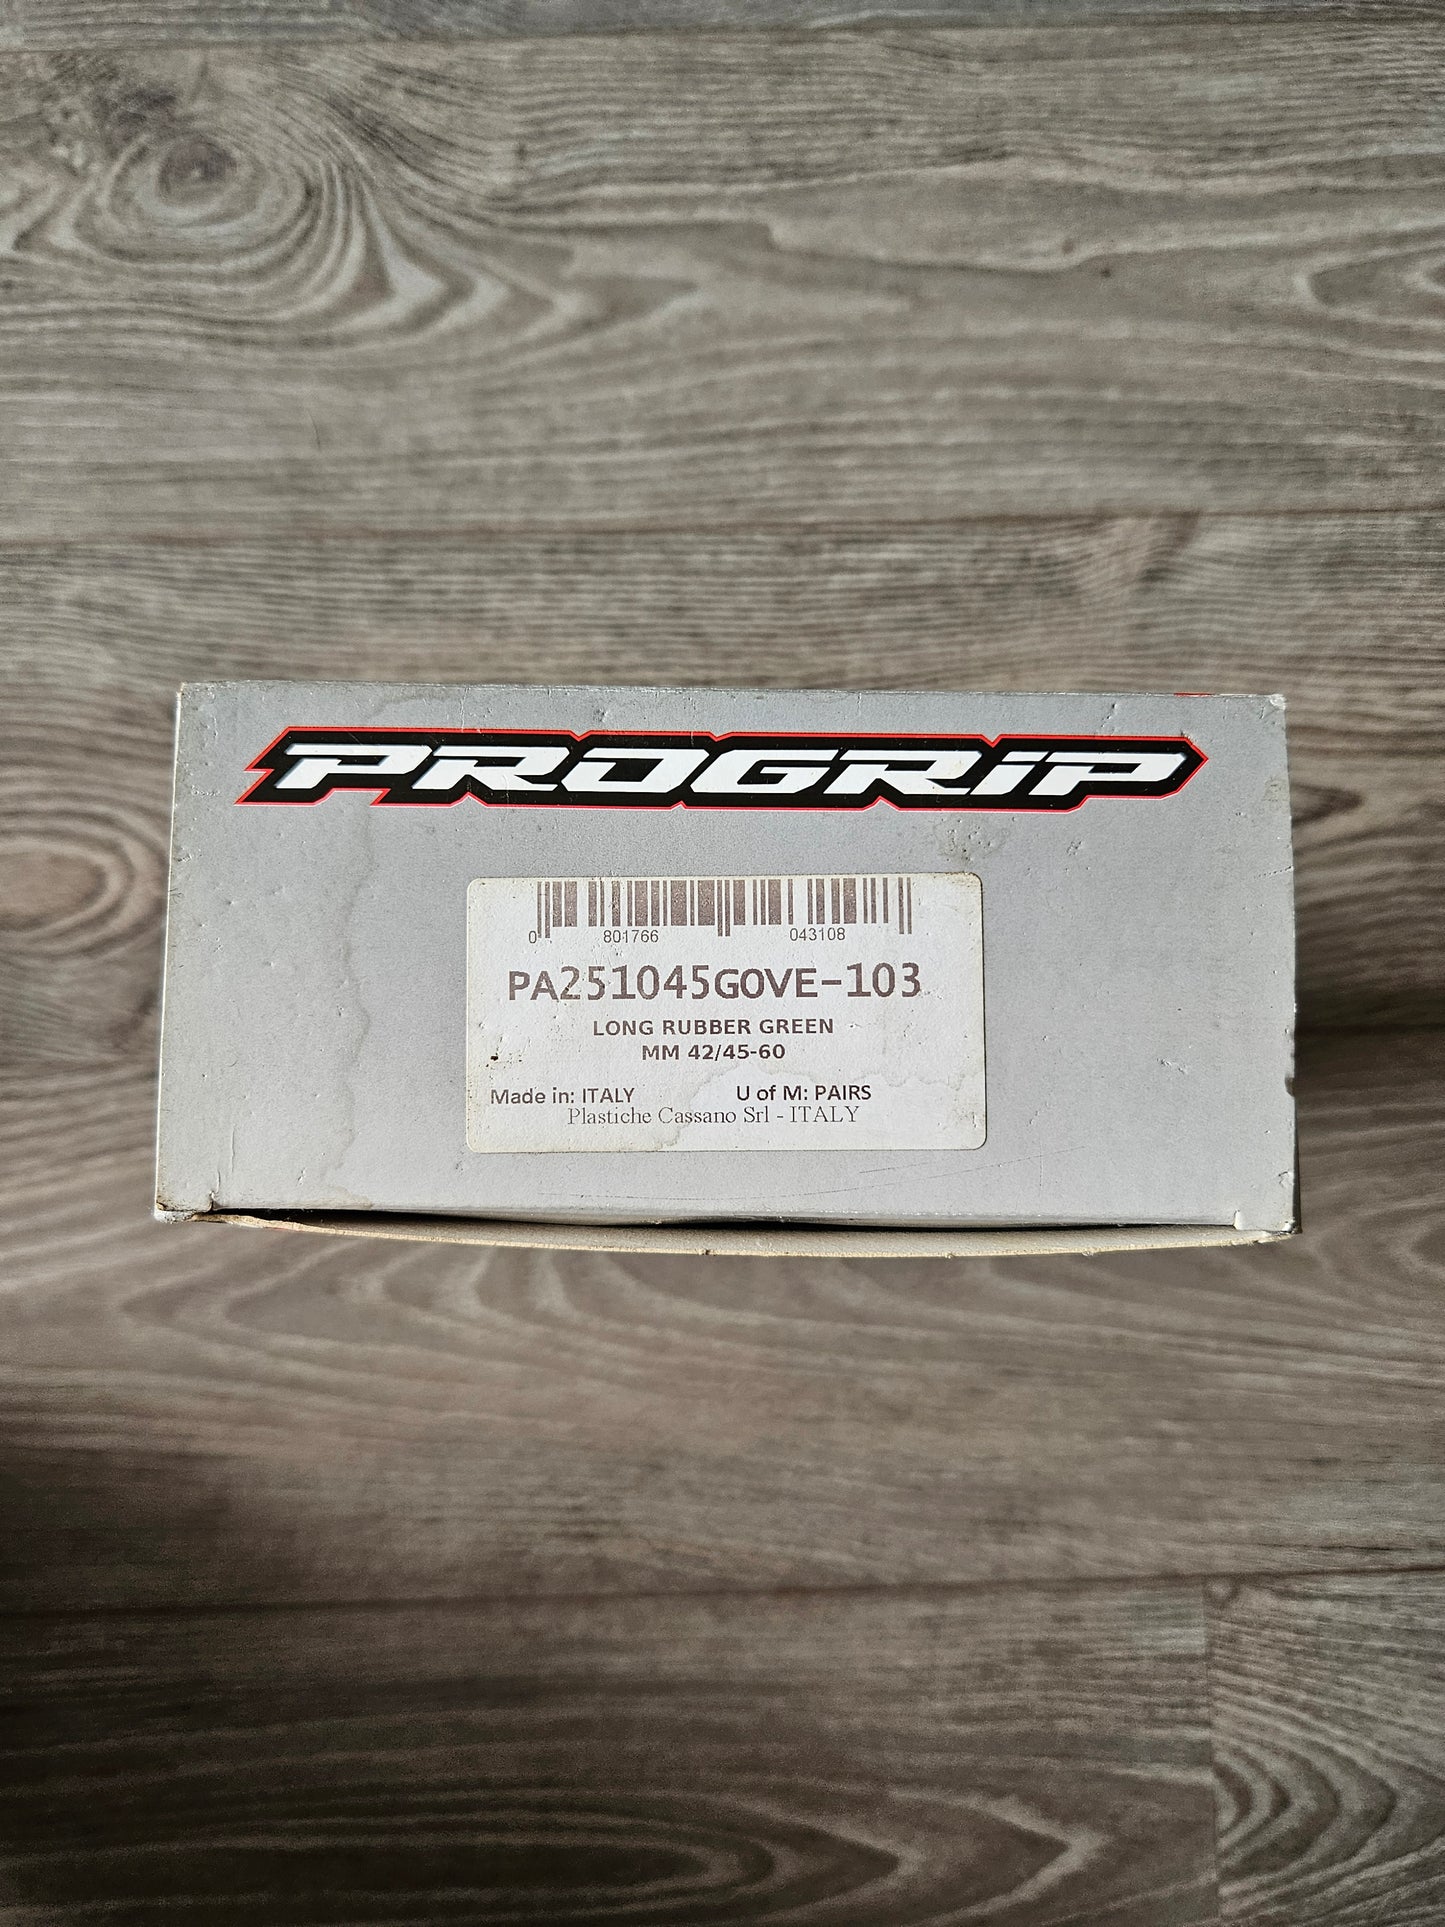 PROGRiP
0 801766 043108
PA251045GOVE-103
LONG RUBBER GREEN
MM 42/45-60
Made in: ITALY U of M: PAIRS
Plastiche Cassano Srl - ITALY